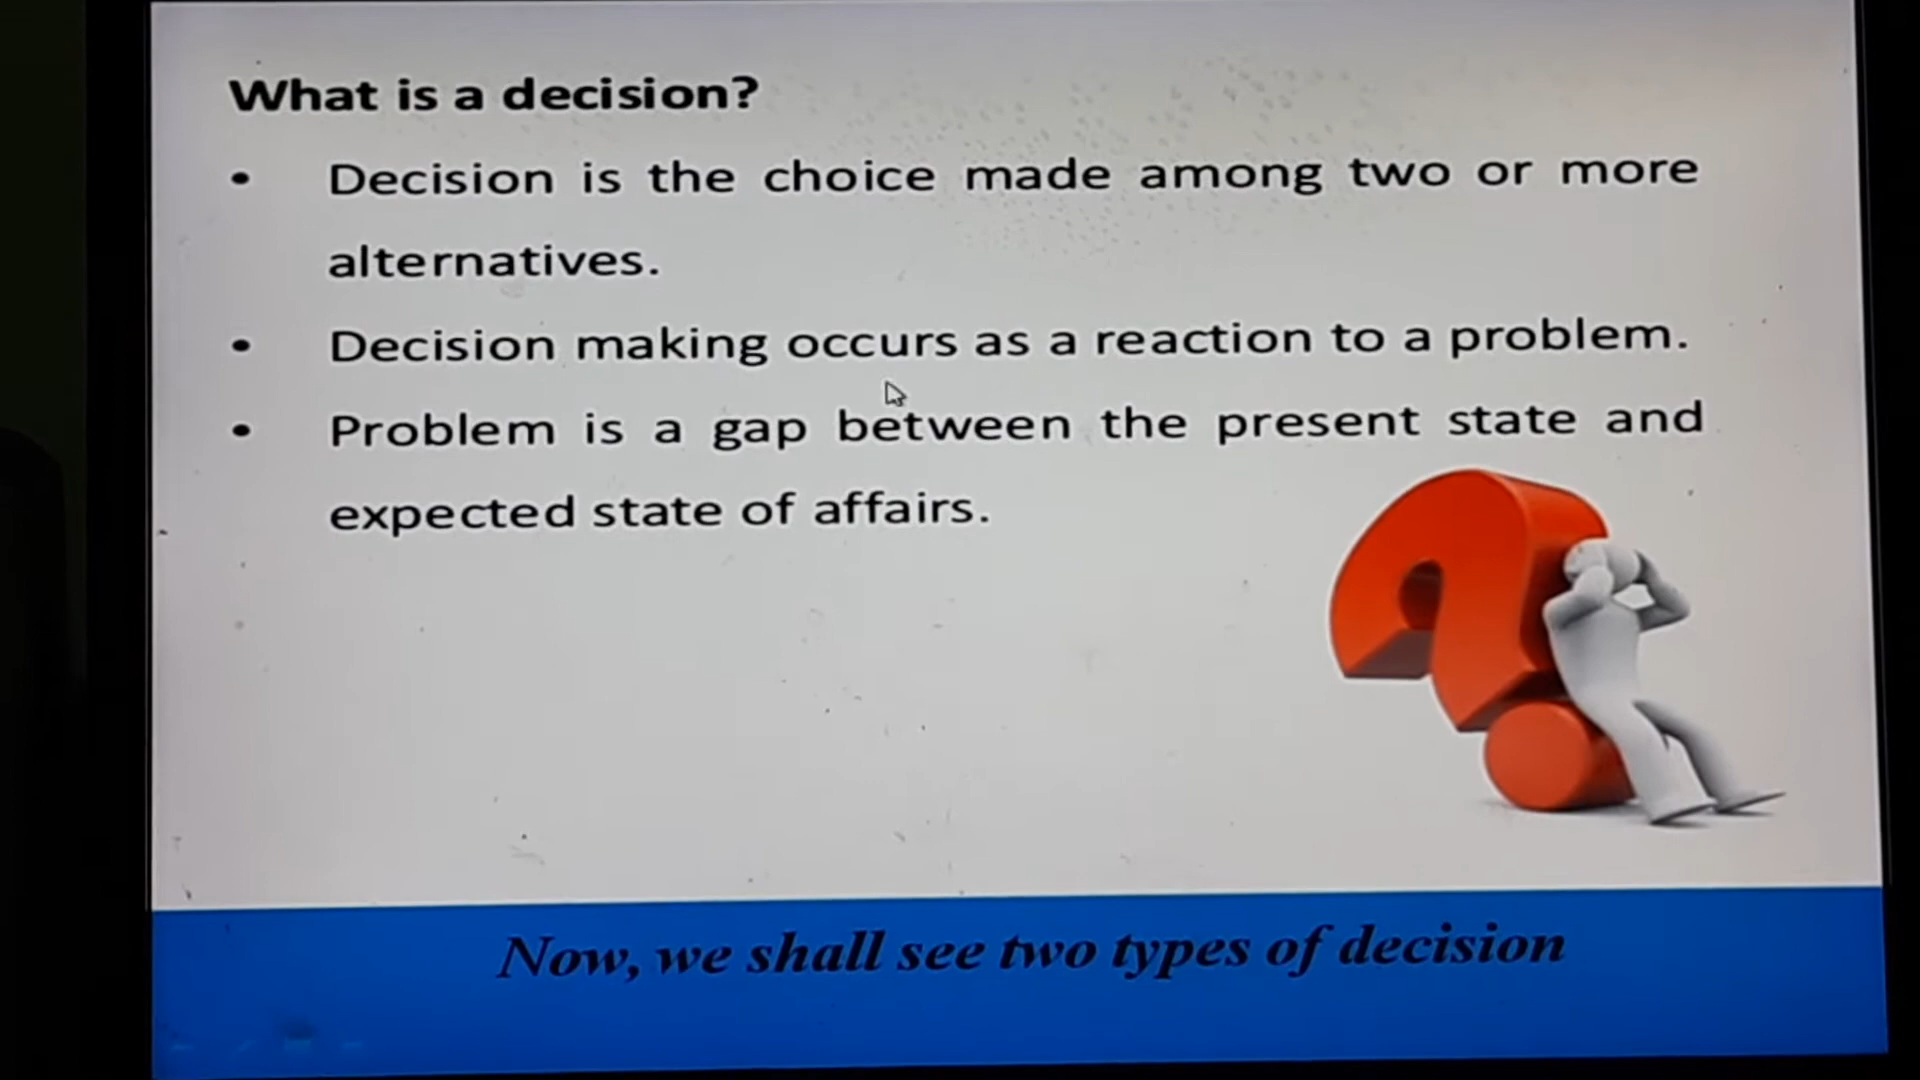 What is a decision?
• Decision is the choice made among two or more
alternatives.
• Decision making occurs as a reaction to a problem.
• Problem is a gap between the present state and
expected state of affairs.
Now, we shall see two types of decision